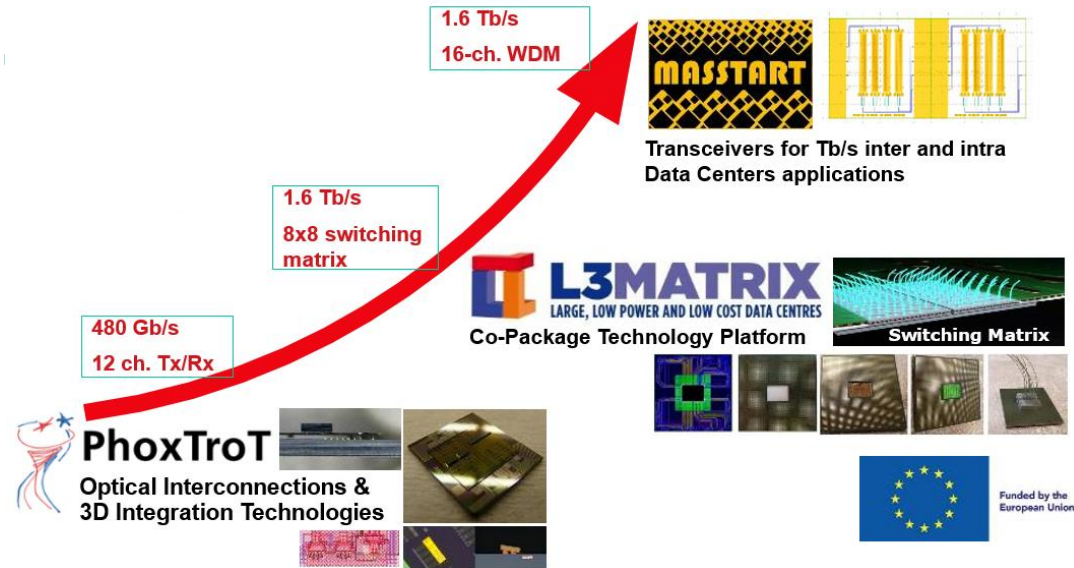 1.6 Tb/s
16-ch. WDM
MASSTART
Transceivers for Tb/s inter and intra
Data Centers applications
1.6 Tb/s
8x8 switching
matrix
L3MATRIX
LARGE, LOW POWER AND LOW COST DATA CENTRES
Co-Package Technology Platform
Switching Matrix
480 Gb/s
12 ch. Tx/Rx
PhoxTroT
Optical Interconnections &
3D Integration Technologies
Funded by the
European Union